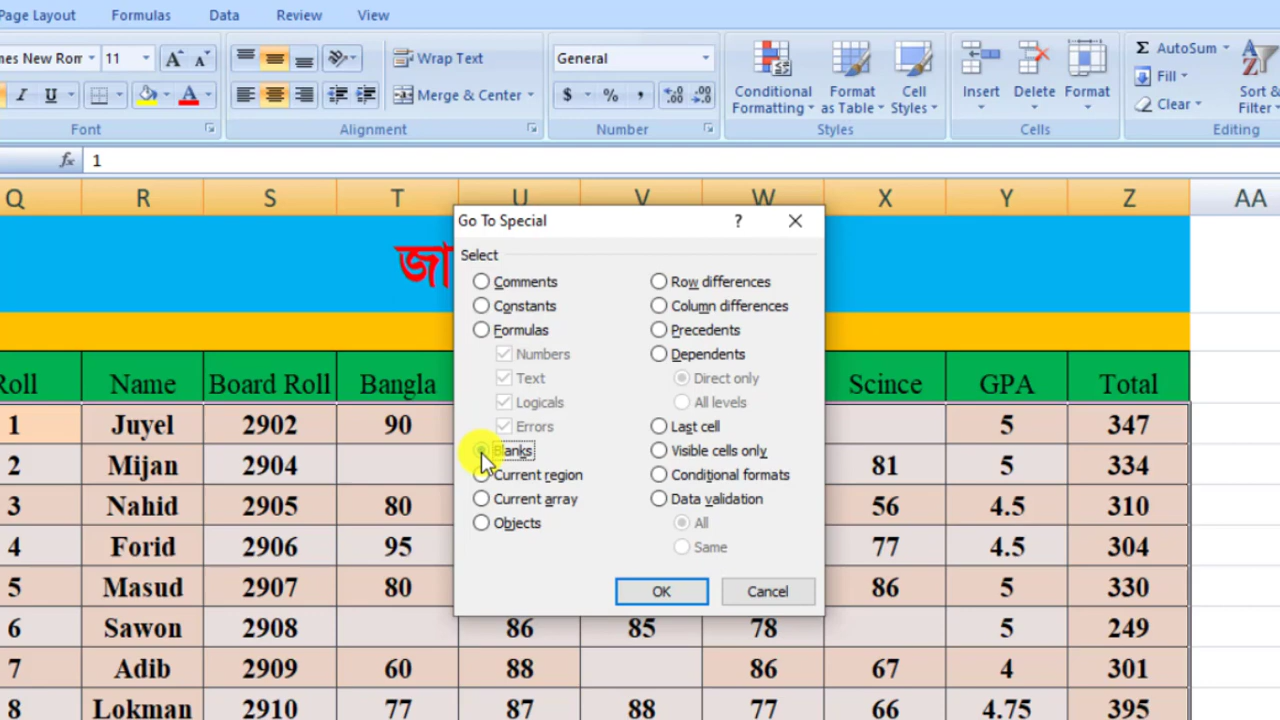 Page Layout Formulas Data Review View
11 Wrap Text General AutoSum
Conditional Formatting Format as Table Cell Styles Insert Delete Format Fill Sort & Filter
I U A Merge & Center $ % , Clear
Font Alignment Number Styles Cells Editing
fx 1
Q R S T U V W X Y Z AA
Go To Special ?
Select
Comments Row differences
Constants Column differences
Formulas Precedents
Numbers Dependents
Text Direct only
Logicals All levels
Errors Last cell
Blanks Visible cells only
Current region Conditional formats
Current array Data validation
Objects All
Same
OK Cancel
Roll Name Board Roll Bangla Scince GPA Total
1 Juyel 2902 90 5 347
2 Mijan 2904 81 5 334
3 Nahid 2905 80 56 4.5 310
4 Forid 2906 95 77 4.5 304
5 Masud 2907 80 86 5 330
6 Sawon 2908 86 85 78 5 249
7 Adib 2909 60 88 86 67 4 301
8 Lokman 2910 77 87 88 77 66 4.75 395